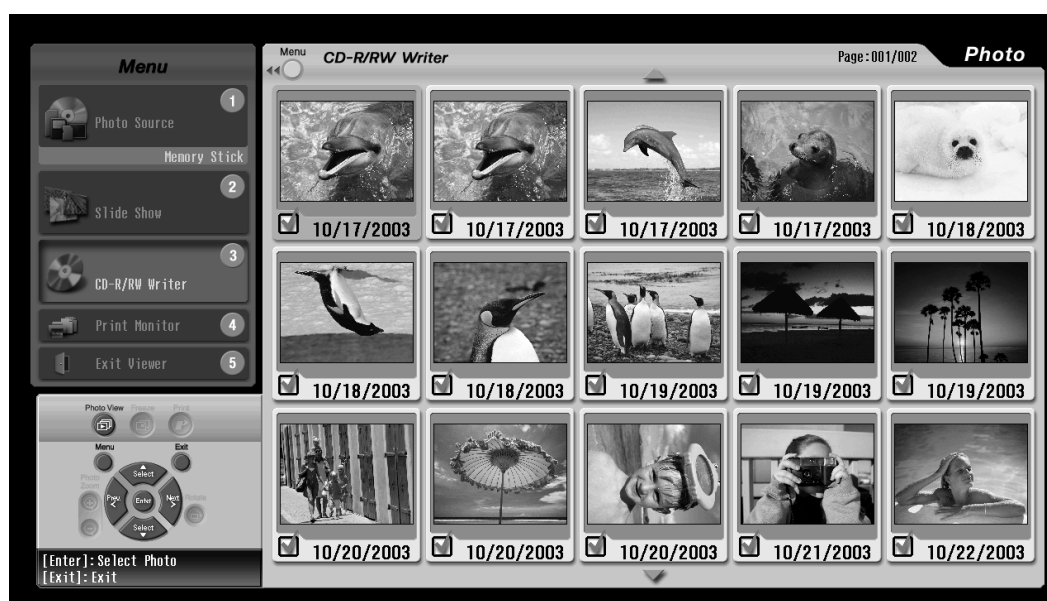 Menu
1
Photo Source
Memory Stick
2
Slide Show
3
CD-R/RW Writer
Print Monitor 4
Exit Viewer 5
Photo View Freeze Print
Menu Exit
Photo Zoom
Select
Prev < Enter Next >
Rotate
Select
[Enter]:Select Photo
[Exit]:Exit
Menu CD-R/RW Writer Page:001/002 Photo
10/17/2003 10/17/2003 10/17/2003 10/17/2003 10/18/2003
10/18/2003 10/18/2003 10/19/2003 10/19/2003 10/19/2003
10/20/2003 10/20/2003 10/20/2003 10/21/2003 10/22/2003